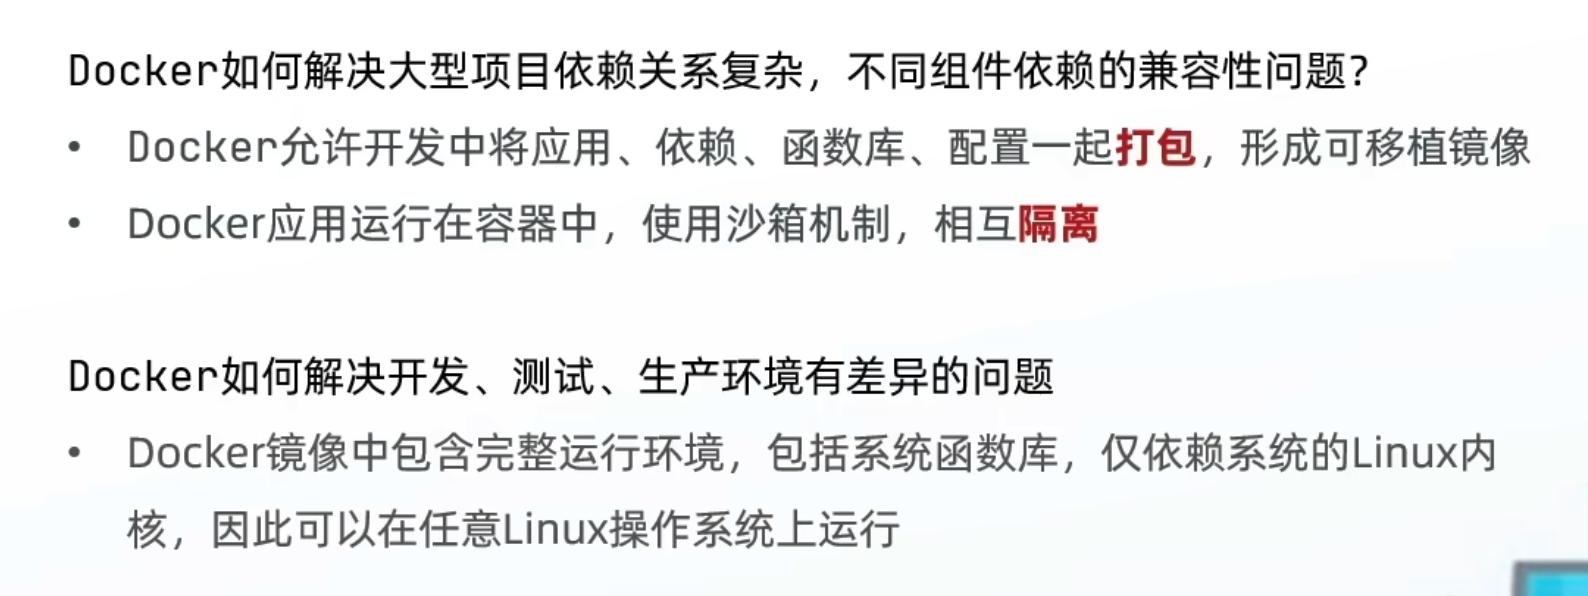 Docker如何解决大型项目依赖关系复杂，不同组件依赖的兼容性问题？
• Docker允许开发中将应用、依赖、函数库、配置一起打包，形成可移植镜像
• Docker应用运行在容器中，使用沙箱机制，相互隔离
Docker如何解决开发、测试、生产环境有差异的问题
• Docker镜像中包含完整运行环境，包括系统函数库，仅依赖系统的Linux内
核，因此可以在任意Linux操作系统上运行